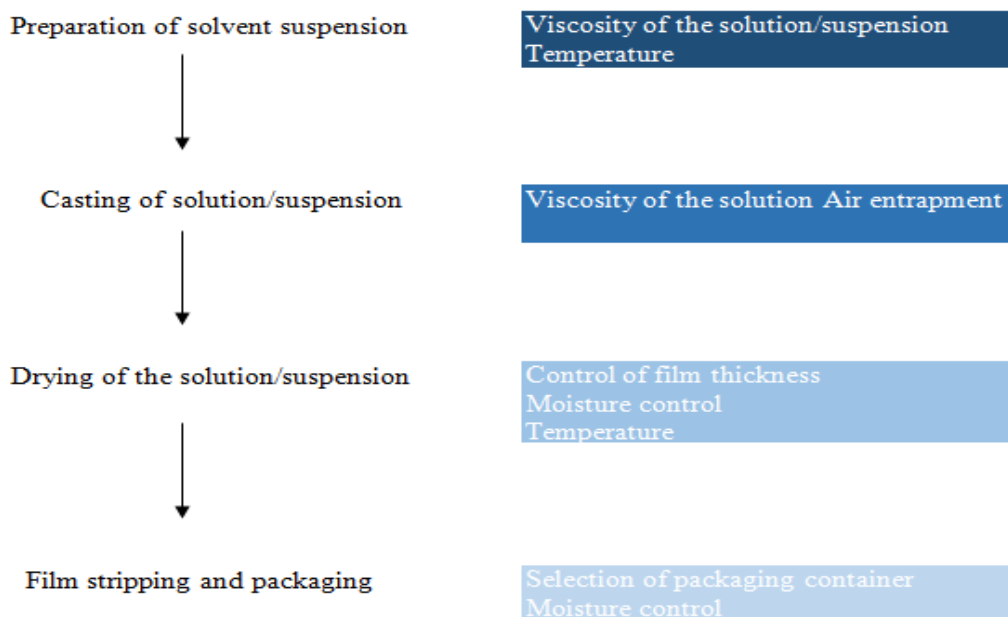 Preparation of solvent suspension
Viscosity of the solution/suspension
Temperature
Casting of solution/suspension
Viscosity of the solution Air entrapment
Drying of the solution/suspension
Control of film thickness
Moisture control
Temperature
Film stripping and packaging
Selection of packaging container
Moisture control